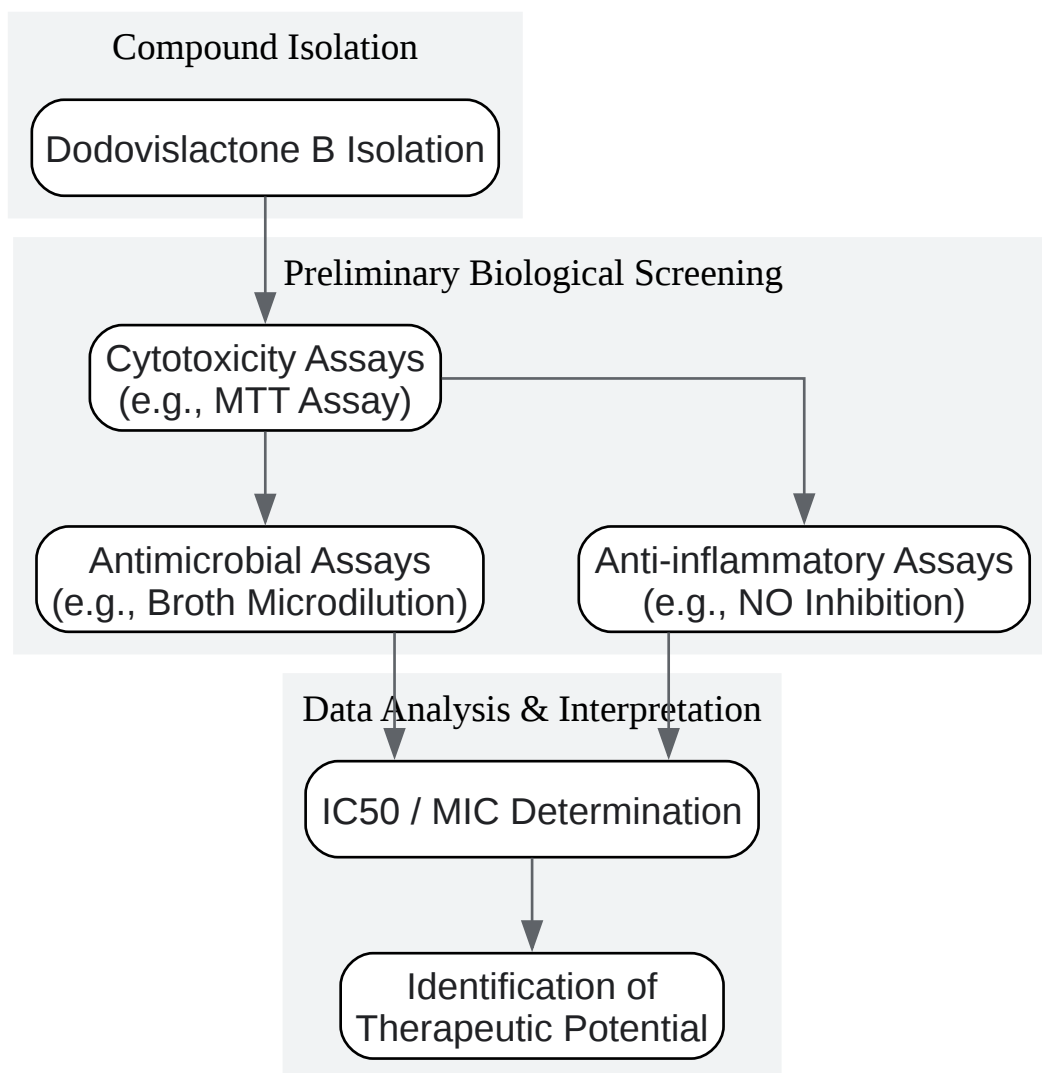 Compound Isolation
Dodovislactone B Isolation
Preliminary Biological Screening
Cytotoxicity Assays
(e.g., MTT Assay)
Antimicrobial Assays
(e.g., Broth Microdilution)
Anti-inflammatory Assays
(e.g., NO Inhibition)
Data Analysis & Interpretation
IC50 / MIC Determination
Identification of
Therapeutic Potential